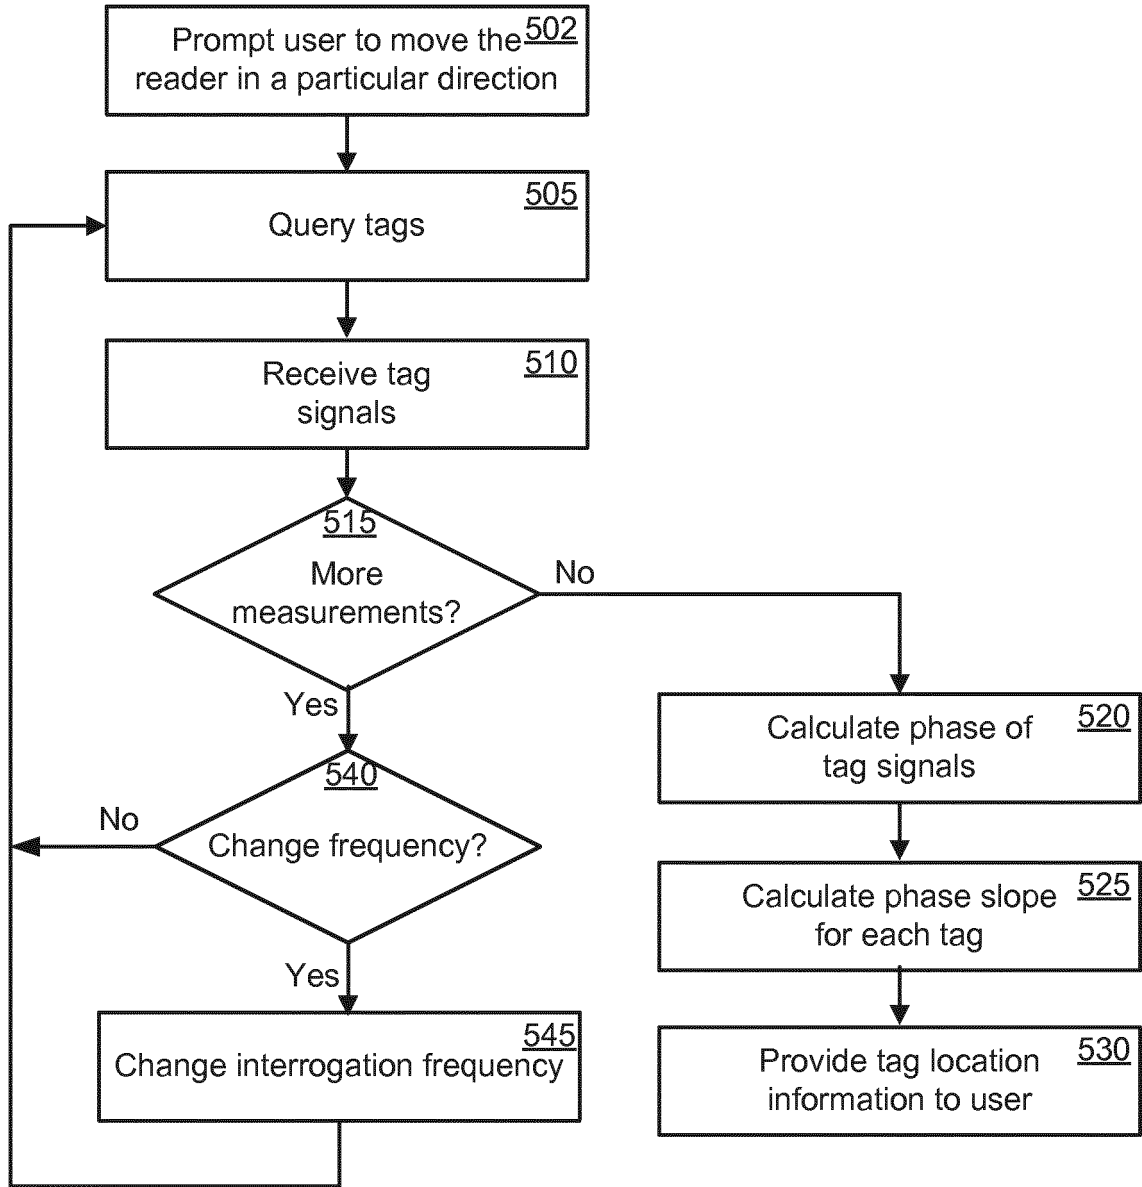 502
Prompt user to move the
reader in a particular direction
505
Query tags
510
Receive tag
signals
515
More
measurements?
No
Yes
540
Change frequency?
No
Yes
545
Change interrogation frequency
520
Calculate phase of
tag signals
525
Calculate phase slope
for each tag
530
Provide tag location
information to user